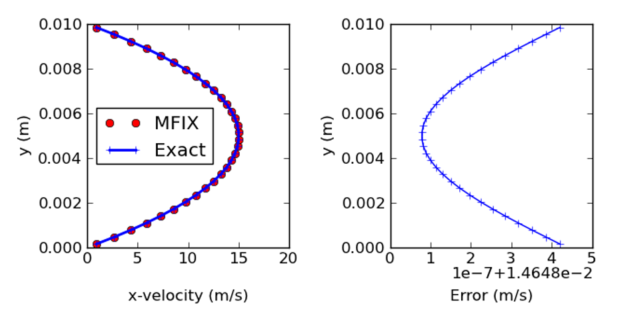 0.010
0.008
0.006
0.004
0.002
0.000
y (m)
MFIX
Exact
0 5 10 15 20
x-velocity (m/s)
0.010
0.008
0.006
0.004
0.002
0.000
y (m)
0 1 2 3 4 5
1e-7+1.4648e-2
Error (m/s)